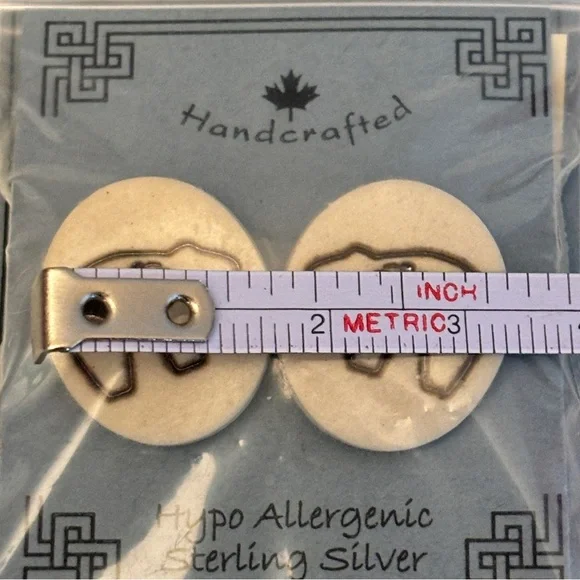 Handcrafted
INCH
2 METRIC 3
Hypo Allergenic
Sterling Silver